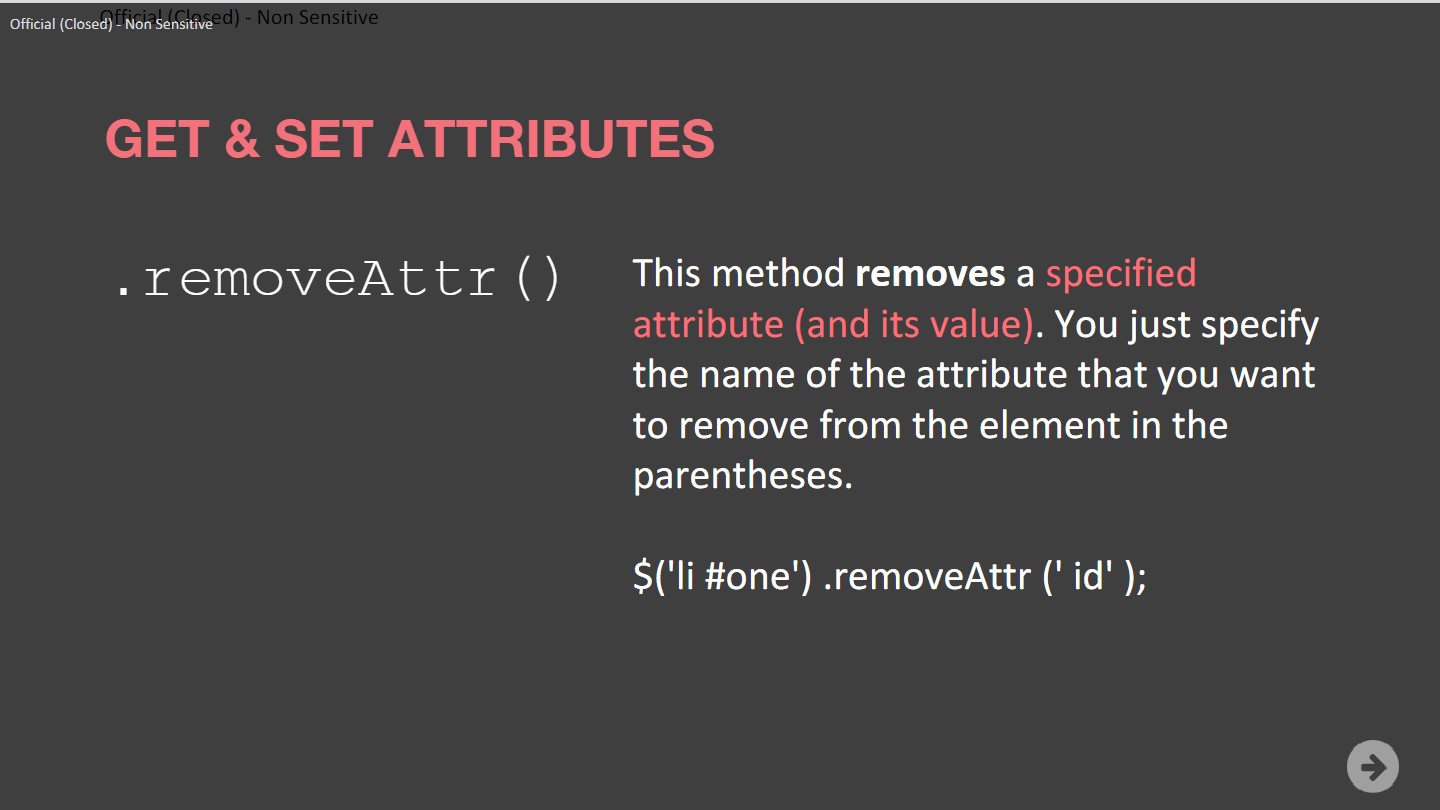 Official (Closed) - Non Sensitive
Official (Closed) - Non Sensitive
GET & SET ATTRIBUTES
.removeAttr()
This method removes a specified
attribute (and its value). You just specify
the name of the attribute that you want
to remove from the element in the
parentheses.
$('li #one') .removeAttr (' id' );